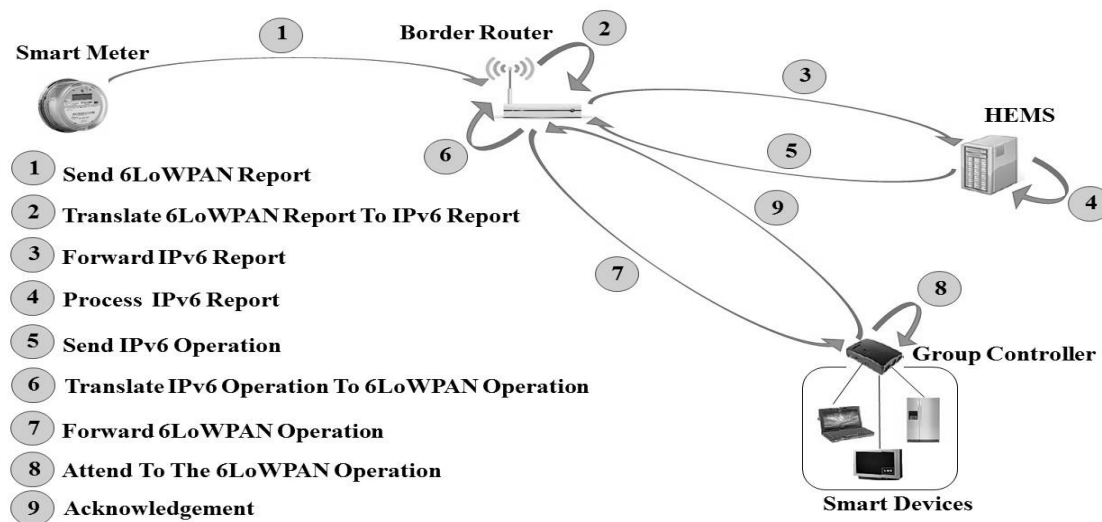 1
2
Border Router
Smart Meter
3
HEMS
6
5
4
1 Send 6LoWPAN Report
2 Translate 6LoWPAN Report To IPv6 Report
9
3 Forward IPv6 Report
7
4 Process IPv6 Report
8
5 Send IPv6 Operation
Group Controller
6 Translate IPv6 Operation To 6LoWPAN Operation
7 Forward 6LoWPAN Operation
8 Attend To The 6LoWPAN Operation
Smart Devices
9 Acknowledgement